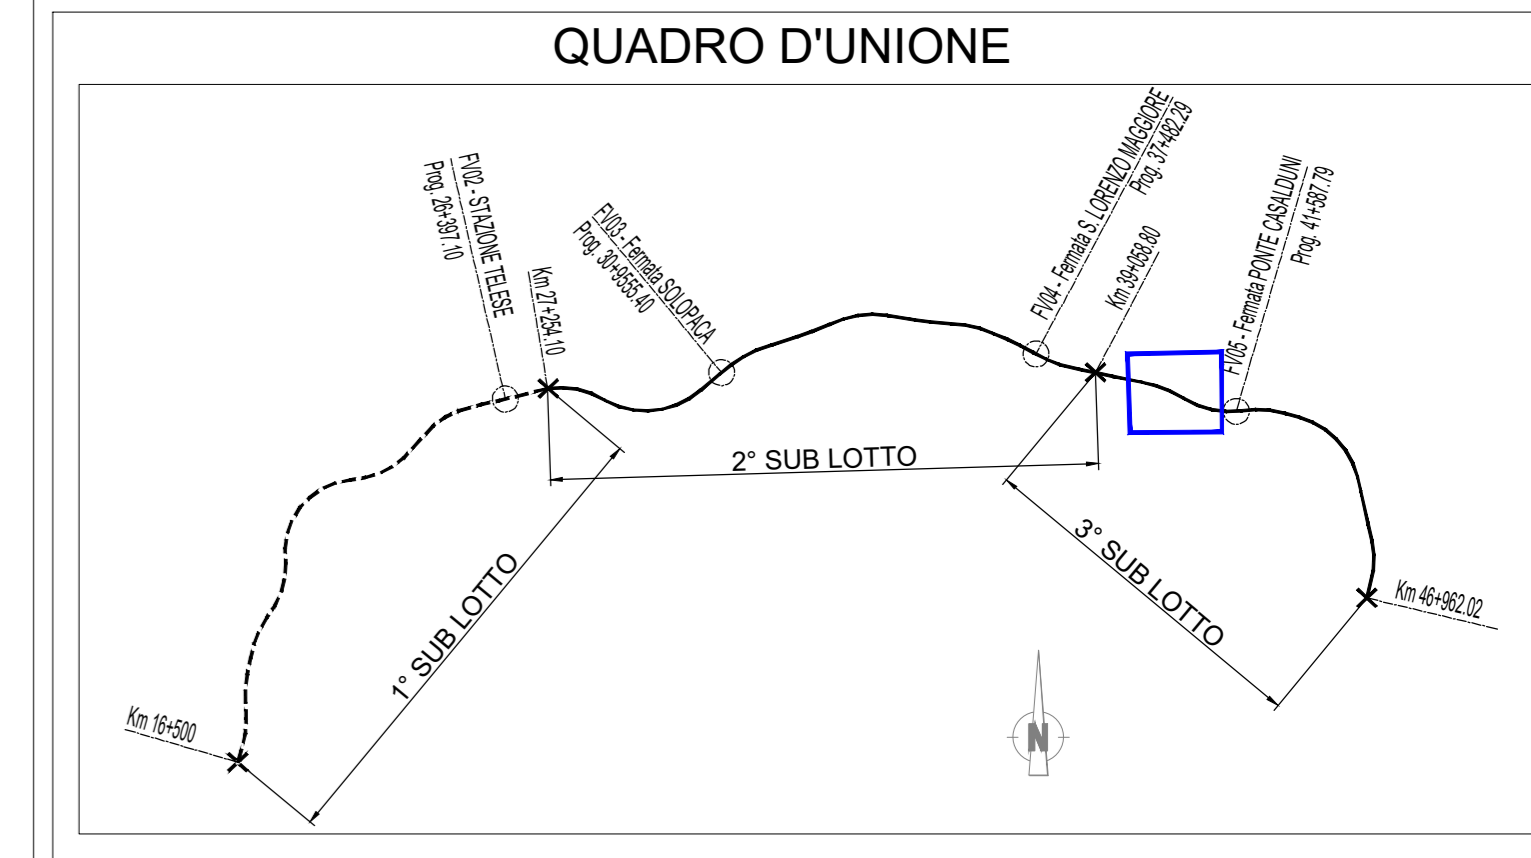 QUADRO D'UNIONE
FV02 - STAZIONE TELESE
Prog. 26+397.10
Km 27+254.10
FV03 - Fermata SOLOPACA
Prog. 30+9555.40
FV04 - Fermata S. LORENZO MAGGIORE
Prog. 37+482.29
Km 39+058.80
FV05 - Fermata PONTE CASALDUNI
Prog. 41+587.79
2° SUB LOTTO
1° SUB LOTTO
3° SUB LOTTO
Km 46+962.02
Km 16+500
N